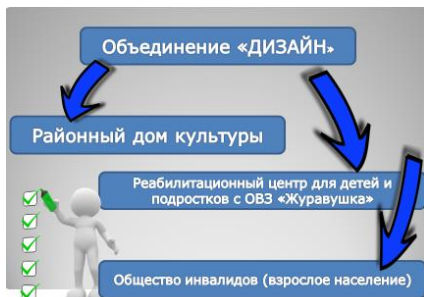 Объединение «ДИЗАЙН»
Районный дом культуры
Реабилитационный центр для детей и
подростков с ОВЗ «Журавушка»
Общество инвалидов (взрослое население)